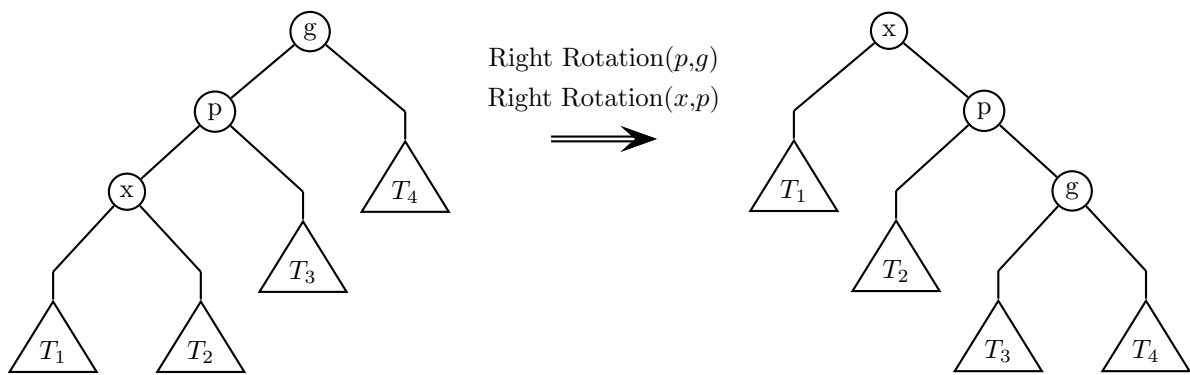 g
p
x
T₄
T₃
T₁
T₂
Right Rotation(p,g)
Right Rotation(x,p)
x
p
g
T₁
T₂
T₃
T₄